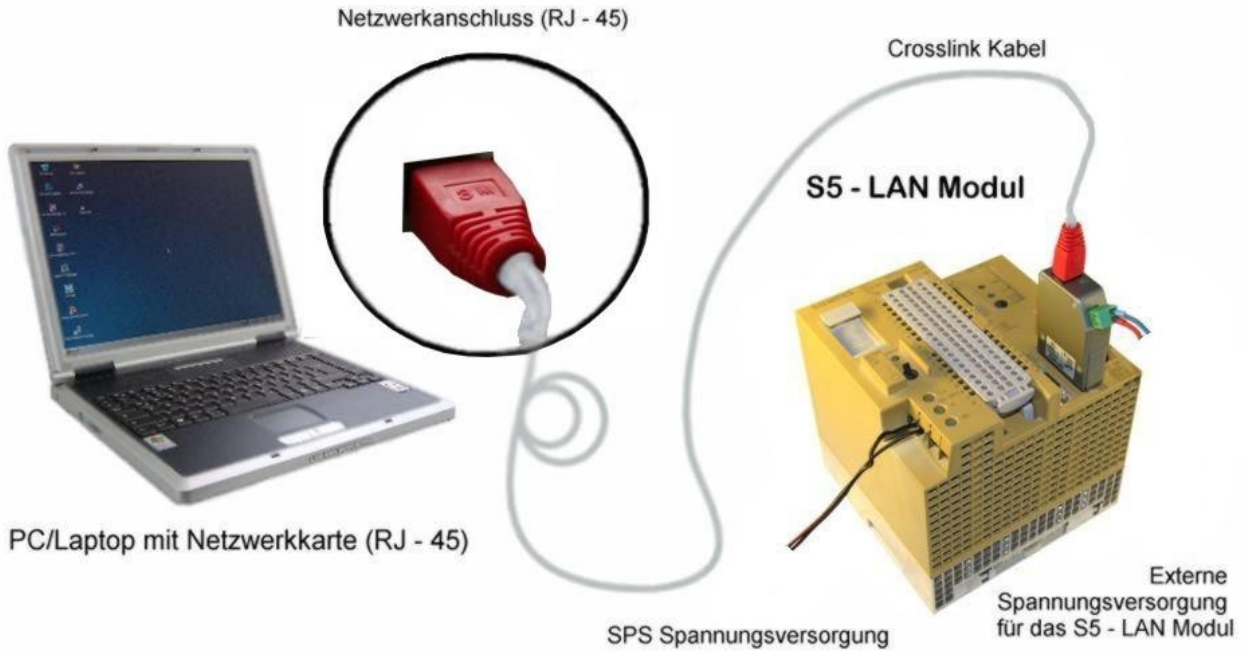 Netzwerkanschluss (RJ - 45)
Crosslink Kabel
S5 - LAN Modul
PC/Laptop mit Netzwerkkarte (RJ - 45)
SPS Spannungsversorgung
Externe
Spannungsversorgung
für das S5 - LAN Modul